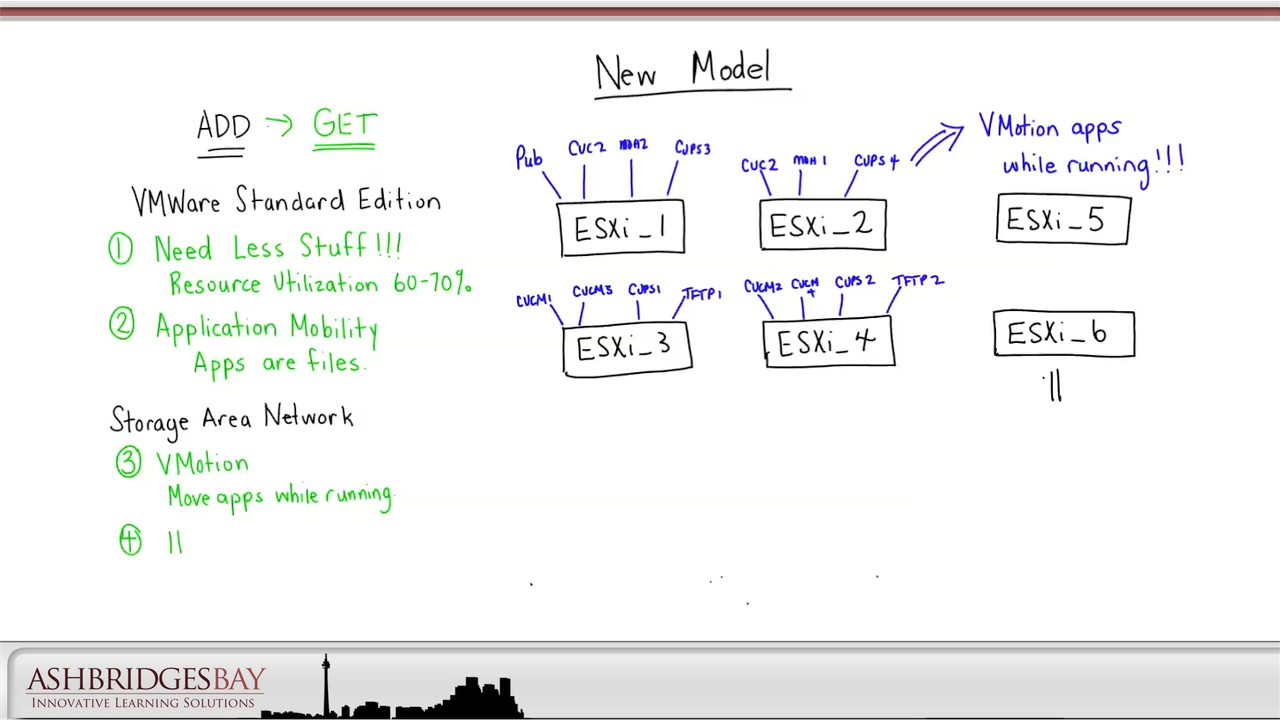 New Model
ADD → GET
VMWare Standard Edition
① Need Less Stuff!!!
Resource Utilization 60-70%
② Application Mobility
Apps are files.
Storage Area Network
③ VMotion
Move apps while running.
④ ||
Pub CUC2 CUPS3
ESXi_1
CUC2 MOH1 CUPS4
ESXi_2
VMotion apps
while running!!!
ESXi_5
CUCM1 CUCM3 CUPS1 TFTP1
ESXi_3
CUCM2 CUCM
4
CUPS2 TFTP2
ESXi_4
ESXi_6
||
ASHBRIDGESBAY
INNOVATIVE LEARNING SOLUTIONS